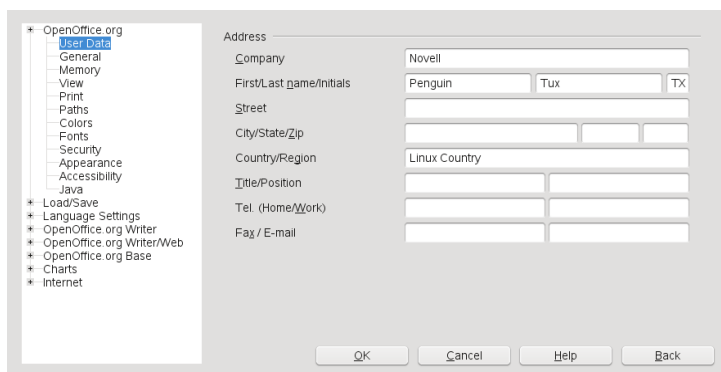 OpenOffice.org
User Data
General
Memory
View
Print
Paths
Colors
Fonts
Security
Appearance
Accessibility
Java
Load/Save
Language Settings
OpenOffice.org Writer
OpenOffice.org Writer/Web
OpenOffice.org Base
Charts
Internet
Address
Company Novell
First/Last name/Initials Penguin Tux TX
Street
City/State/Zip
Country/Region Linux Country
Title/Position
Tel. (Home/Work)
Fax / E-mail
OK Cancel Help Back